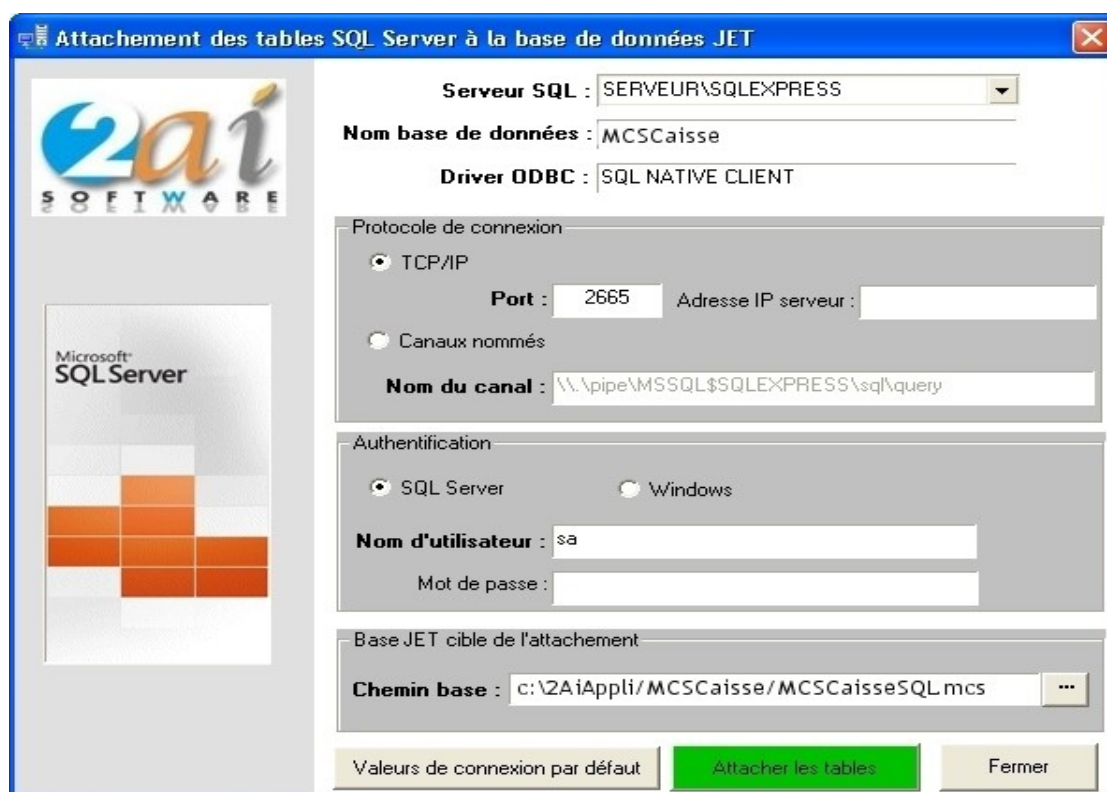 Attachement des tables SQL Server à la base de données JET
2ai
SOFTWARE
Microsoft
SQL Server
Serveur SQL : SERVEUR\SQLEXPRESS
Nom base de données : MCSCaisse
Driver ODBC : SQL NATIVE CLIENT
Protocole de connexion
TCP/IP
Port : 2665 Adresse IP serveur :
Canaux nommés
Nom du canal : \\.\pipe\MSSQL$SQLEXPRESS\sql\query
Authentification
SQL Server Windows
Nom d'utilisateur : sa
Mot de passe :
Base JET cible de l'attachement
Chemin base : c:\2AiAppli/MCSCaisse/MCSCaisseSQL.mcs ...
Valeurs de connexion par défaut Attacher les tables Fermer